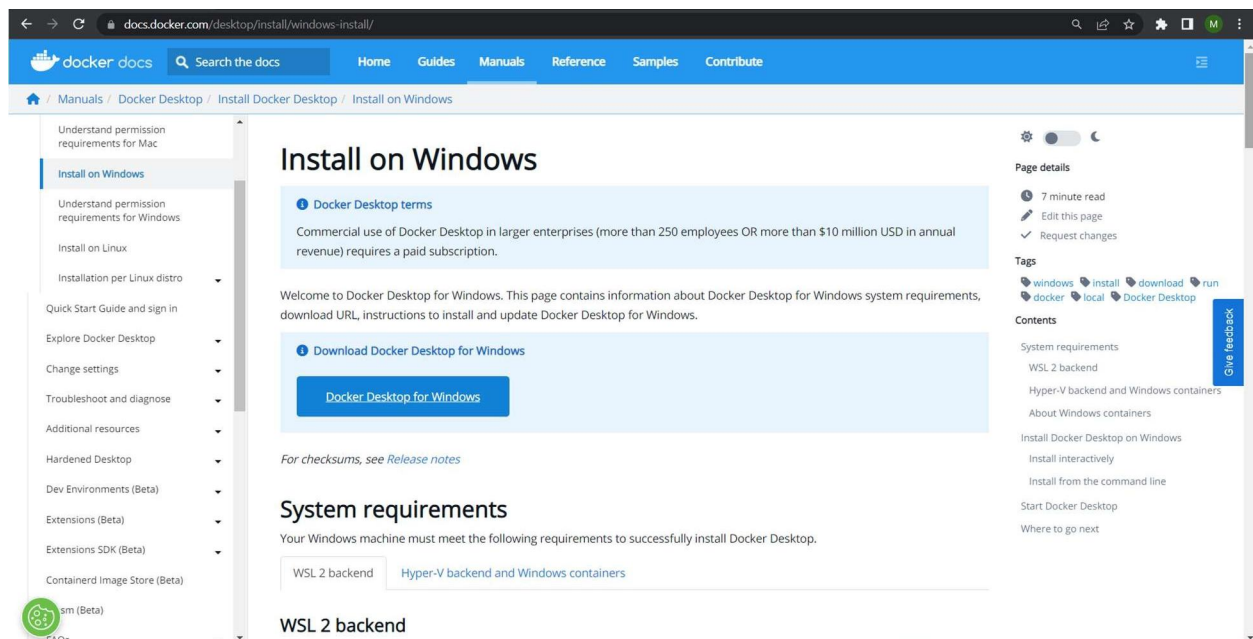 docs.docker.com/desktop/install/windows-install/
M
docker docs
Search the docs
Home
Guides
Manuals
Reference
Samples
Contribute
/ Manuals / Docker Desktop / Install Docker Desktop / Install on Windows
Understand permission
requirements for Mac
Install on Windows
Understand permission
requirements for Windows
Install on Linux
Installation per Linux distro
Quick Start Guide and sign in
Explore Docker Desktop
Change settings
Troubleshoot and diagnose
Additional resources
Hardened Desktop
Dev Environments (Beta)
Extensions (Beta)
Extensions SDK (Beta)
Containerd Image Store (Beta)
sm (Beta)
FAQs
Install on Windows
Docker Desktop terms
Commercial use of Docker Desktop in larger enterprises (more than 250 employees OR more than $10 million USD in annual
revenue) requires a paid subscription.
Welcome to Docker Desktop for Windows. This page contains information about Docker Desktop for Windows system requirements,
download URL, instructions to install and update Docker Desktop for Windows.
Download Docker Desktop for Windows
Docker Desktop for Windows
For checksums, see Release notes
System requirements
Your Windows machine must meet the following requirements to successfully install Docker Desktop.
WSL 2 backend
Hyper-V backend and Windows containers
WSL 2 backend
Page details
7 minute read
Edit this page
Request changes
Tags
windows install download run
docker local Docker Desktop
Contents
System requirements
WSL 2 backend
Hyper-V backend and Windows containers
About Windows containers
Install Docker Desktop on Windows
Install interactively
Install from the command line
Start Docker Desktop
Where to go next
Give feedback